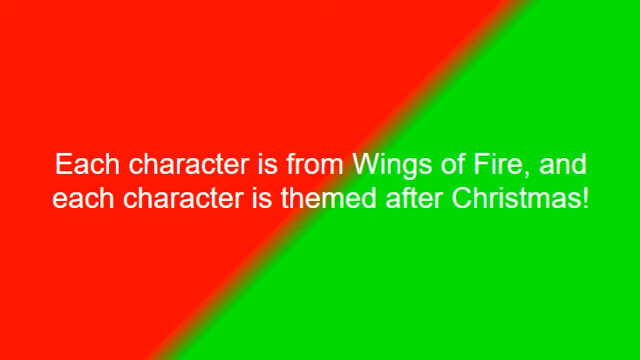 Each character is from Wings of Fire, and
each character is themed after Christmas!